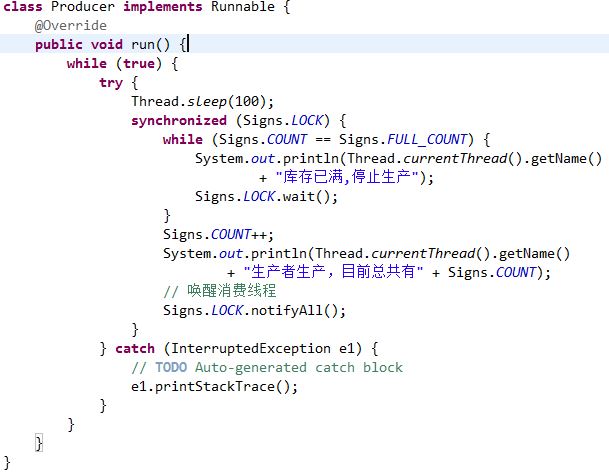 class Producer implements Runnable {
    @Override
    public void run() {
        while (true) {
            try {
                Thread.sleep(100);
                synchronized (Signs.LOCK) {
                    while (Signs.COUNT == Signs.FULL_COUNT) {
                        System.out.println(Thread.currentThread().getName()
                                + "库存已满,停止生产");
                        Signs.LOCK.wait();
                    }
                    Signs.COUNT++;
                    System.out.println(Thread.currentThread().getName()
                            + "生产者生产，目前总共有" + Signs.COUNT);
                    // 唤醒消费线程
                    Signs.LOCK.notifyAll();
                }
            } catch (InterruptedException e1) {
                // TODO Auto-generated catch block
                e1.printStackTrace();
            }
        }
    }
}